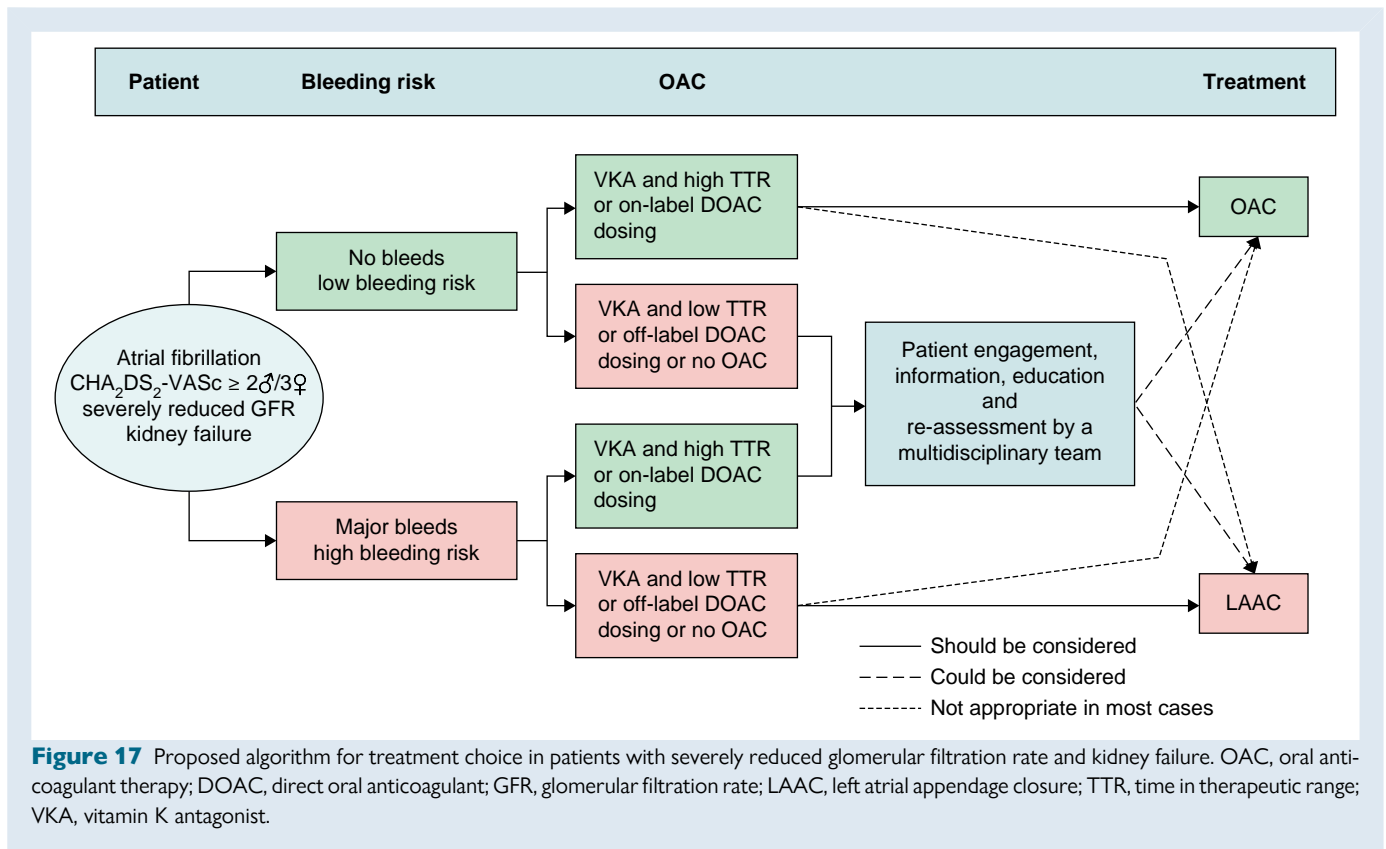 Patient Bleeding risk OAC Treatment
VKA and high TTR
or on-label DOAC
dosing
OAC
No bleeds
low bleeding risk
VKA and low TTR
or off-label DOAC
dosing or no OAC
Atrial fibrillation
CHA₂DS₂-VASc ≥ 2♂/3♀
severely reduced GFR
kidney failure
Patient engagement,
information, education
and
re-assessment by a
multidisciplinary team
VKA and high TTR
or on-label DOAC
dosing
Major bleeds
high bleeding risk
VKA and low TTR
or off-label DOAC
dosing or no OAC
LAAC
Should be considered
Could be considered
Not appropriate in most cases
Figure 17 Proposed algorithm for treatment choice in patients with severely reduced glomerular filtration rate and kidney failure. OAC, oral anti-
coagulant therapy; DOAC, direct oral anticoagulant; GFR, glomerular filtration rate; LAAC, left atrial appendage closure; TTR, time in therapeutic range;
VKA, vitamin K antagonist.